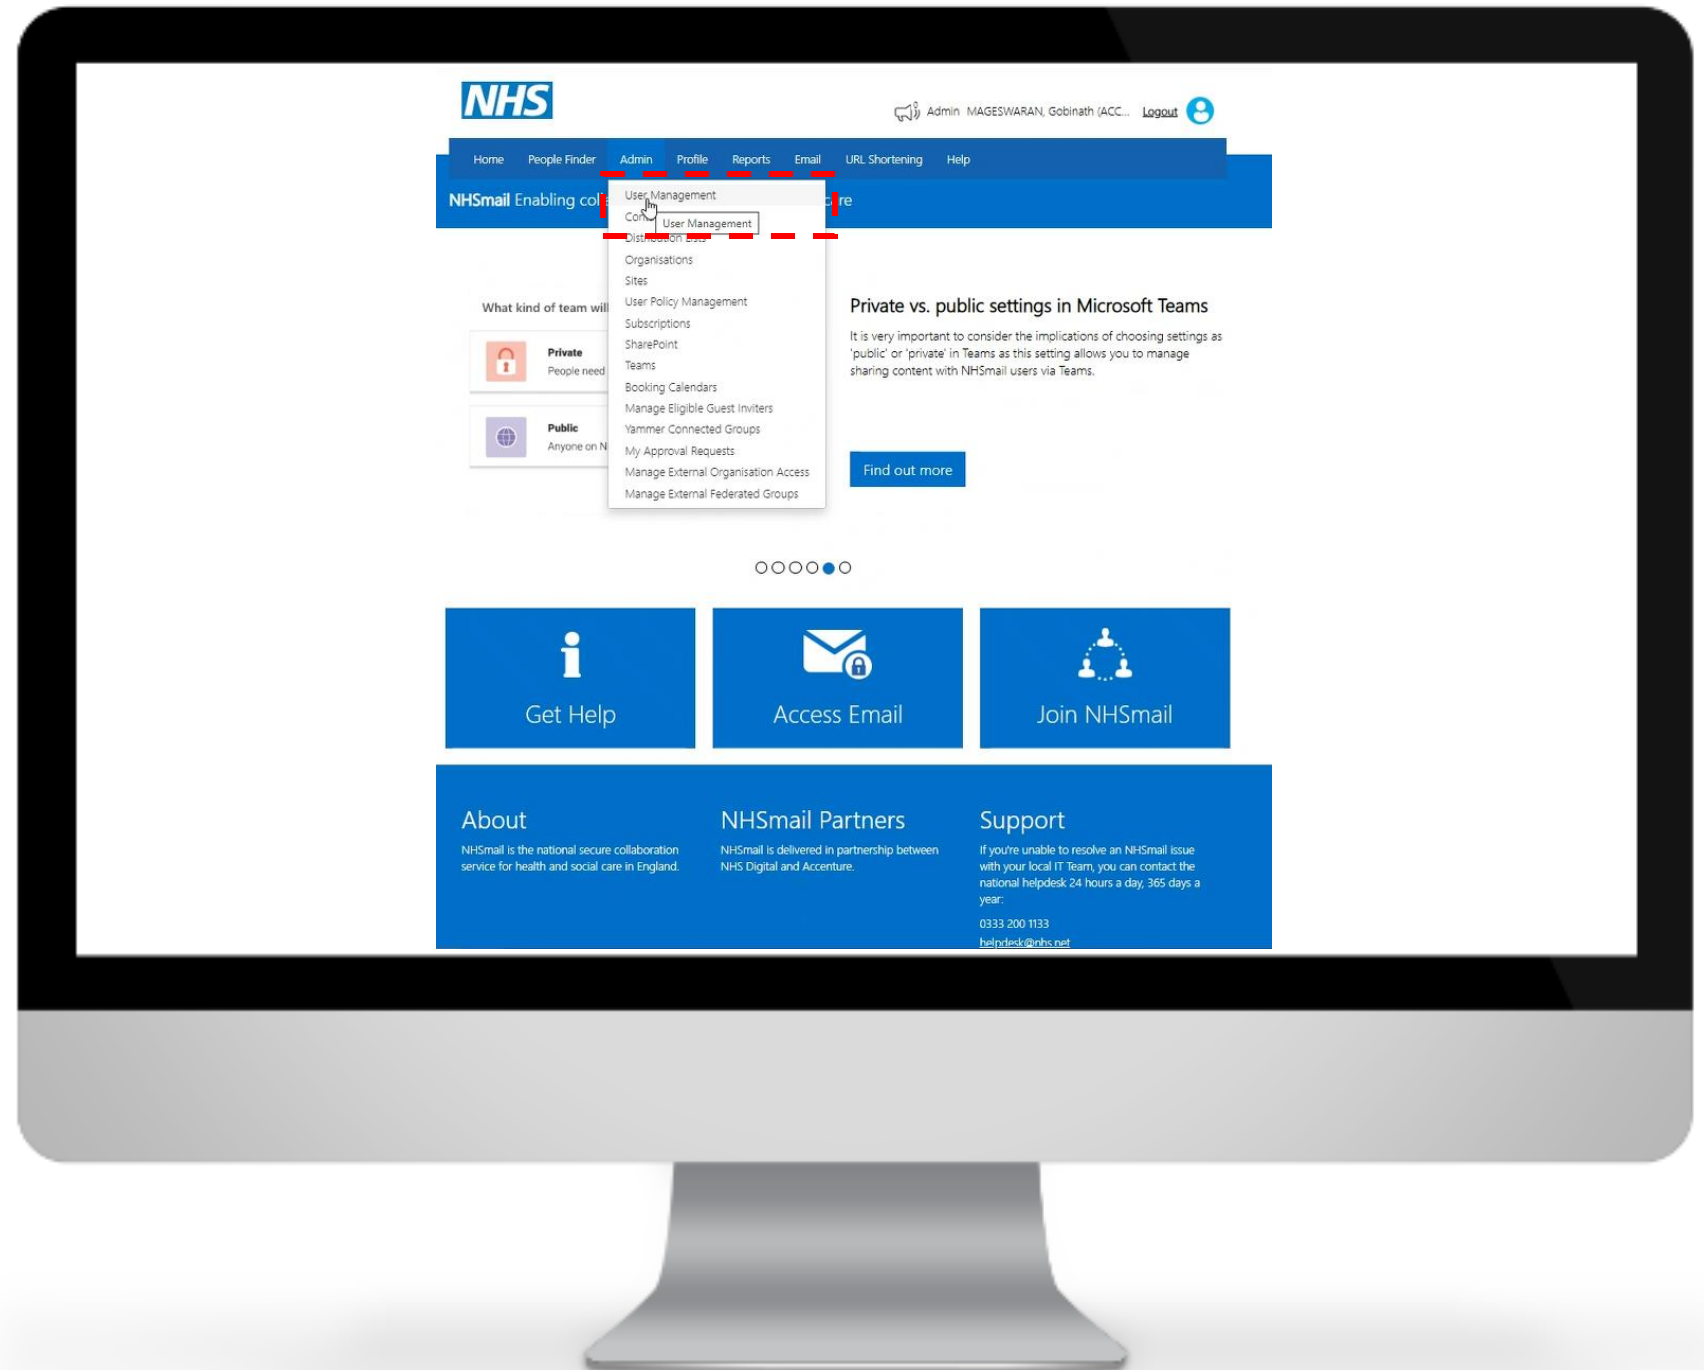 NHS
Admin MAGESWARAN, Gobinath (ACC... Logout
Home People Finder Admin Profile Reports Email URL Shortening Help
NHSmail Enabling coll
re
User Management
Con
User Management
Distribution Lists
Organisations
Sites
User Policy Management
Subscriptions
SharePoint
Teams
Booking Calendars
Manage Eligible Guest Inviters
Yammer Connected Groups
My Approval Requests
Manage External Organisation Access
Manage External Federated Groups
What kind of team will
Private
People need
Public
Anyone on N
Private vs. public settings in Microsoft Teams
It is very important to consider the implications of choosing settings as
'public' or 'private' in Teams as this setting allows you to manage
sharing content with NHSmail users via Teams.
Find out more
Get Help
Access Email
Join NHSmail
About
NHSmail is the national secure collaboration
service for health and social care in England.
NHSmail Partners
NHSmail is delivered in partnership between
NHS Digital and Accenture.
Support
If you're unable to resolve an NHSmail issue
with your local IT Team, you can contact the
national helpdesk 24 hours a day, 365 days a
year:
0333 200 1133
helpdesk@nhs.net